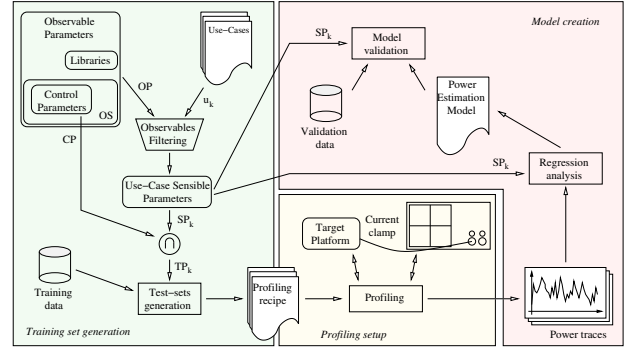 Observable
Parameters
Libraries
Control
Parameters
OS
CP
OP
Use-Cases
u_k
Observables
Filtering
Use-Case Sensible
Parameters
SP_k
∩
TP_k
Training
data
Test-sets
generation
Training set generation
Profiling
recipe
Target
Platform
Current
clamp
Profiling
Profiling setup
Model creation
SP_k
Model
validation
Validation
data
Power
Estimation
Model
SP_k
Regression
analysis
Power traces